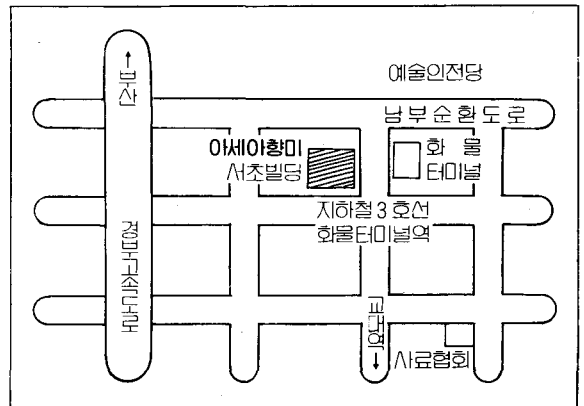 ↑
부산
예술인전당
남부순환도로
아세아향미
서초빌딩
화물
터미널
지하철3호선
화물터미널역
경부고속도로
교대역
↓
사료협회